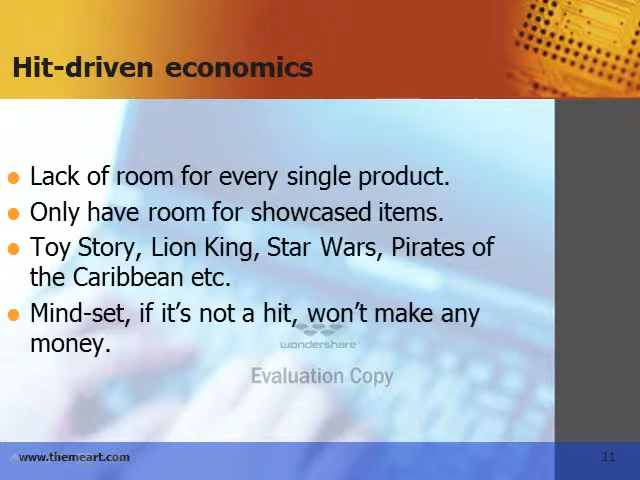 Hit-driven economics
Lack of room for every single product.
Only have room for showcased items.
Toy Story, Lion King, Star Wars, Pirates of
the Caribbean etc.
Mind-set, if it’s not a hit, won’t make any
money.
wondershare
Evaluation Copy
www.themeart.com
11